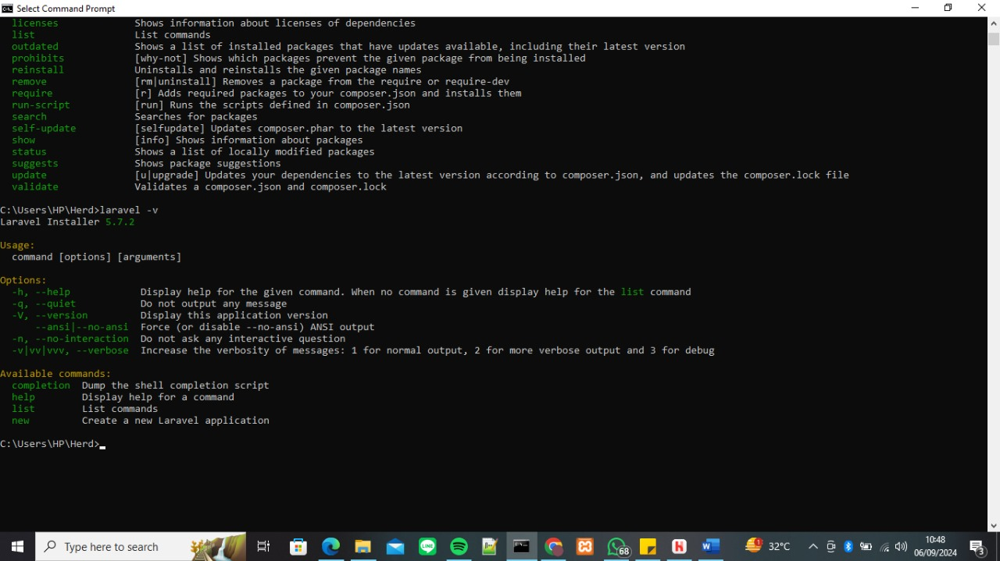 Select Command Prompt
licenses Shows information about licenses of dependencies
list List commands
outdated Shows a list of installed packages that have updates available, including their latest version
prohibits [why-not] Shows which packages prevent the given package from being installed
reinstall Uninstalls and reinstalls the given package names
remove [rm|uninstall] Removes a package from the require or require-dev
require [r] Adds required packages to your composer.json and installs them
run-script [run] Runs the scripts defined in composer.json
search Searches for packages
self-update [selfupdate] Updates composer.phar to the latest version
show [info] Shows information about packages
status Shows a list of locally modified packages
suggests Shows package suggestions
update [u|upgrade] Updates your dependencies to the latest version according to composer.json, and updates the composer.lock file
validate Validates a composer.json and composer.lock
C:\Users\HP\Herd>laravel -v
Laravel Installer 5.7.2
Usage:
command [options] [arguments]
Options:
-h, --help Display help for the given command. When no command is given display help for the list command
-q, --quiet Do not output any message
-V, --version Display this application version
--ansi|--no-ansi Force (or disable --no-ansi) ANSI output
-n, --no-interaction Do not ask any interactive question
-v|vv|vvv, --verbose Increase the verbosity of messages: 1 for normal output, 2 for more verbose output and 3 for debug
Available commands:
completion Dump the shell completion script
help Display help for a command
list List commands
new Create a new Laravel application
C:\Users\HP\Herd>
Type here to search
LINE
68
W
1
32°C
10:48
06/09/2024
3